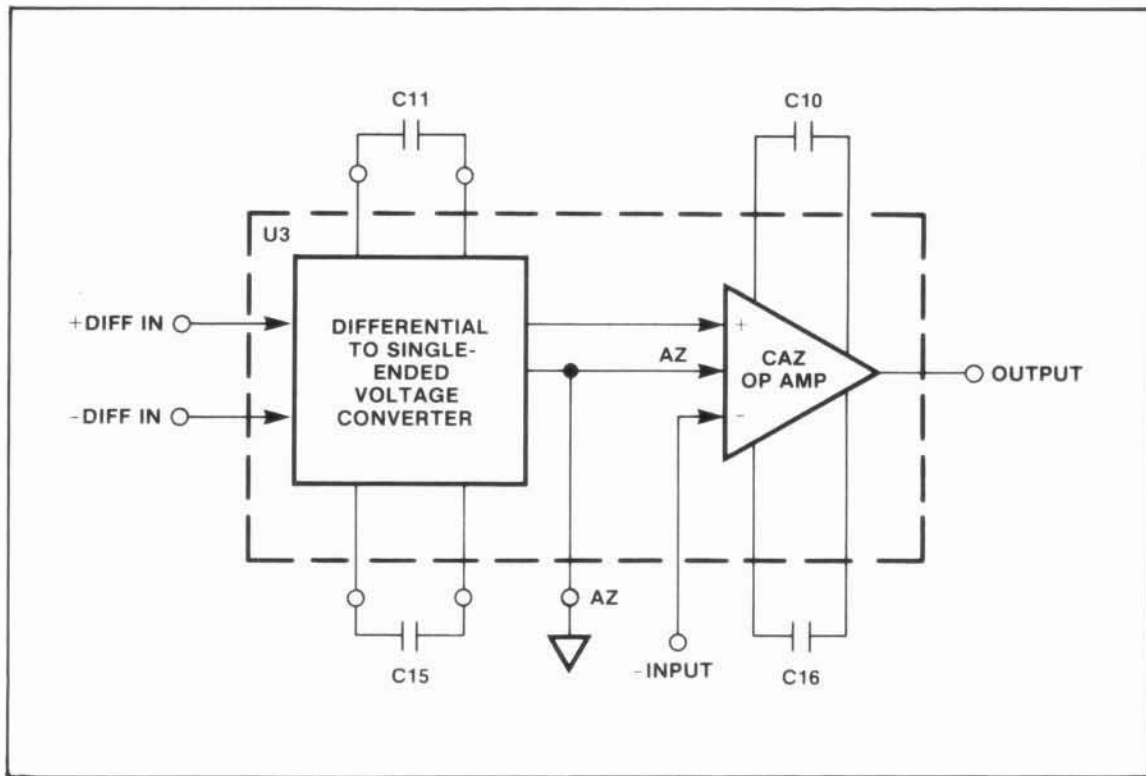 C11
C10
U3
+DIFF IN
-DIFF IN
DIFFERENTIAL
TO SINGLE-
ENDED
VOLTAGE
CONVERTER
AZ
+
CAZ
OP AMP
-
OUTPUT
AZ
-INPUT
C15
C16